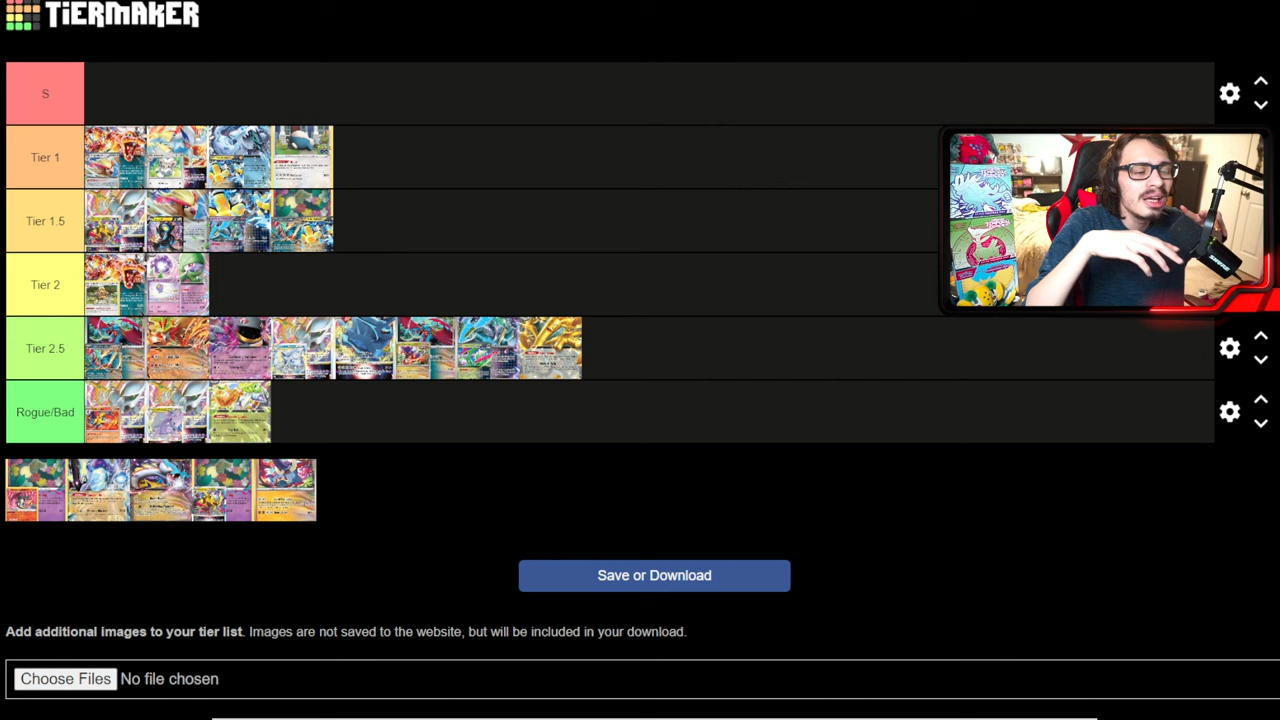 TIERMAKER
S
Tier 1
Tier 1.5
Tier 2
Tier 2.5
Rogue/Bad
Save or Download
Add additional images to your tier list. Images are not saved to the website, but will be included in your download.
Choose Files No file chosen